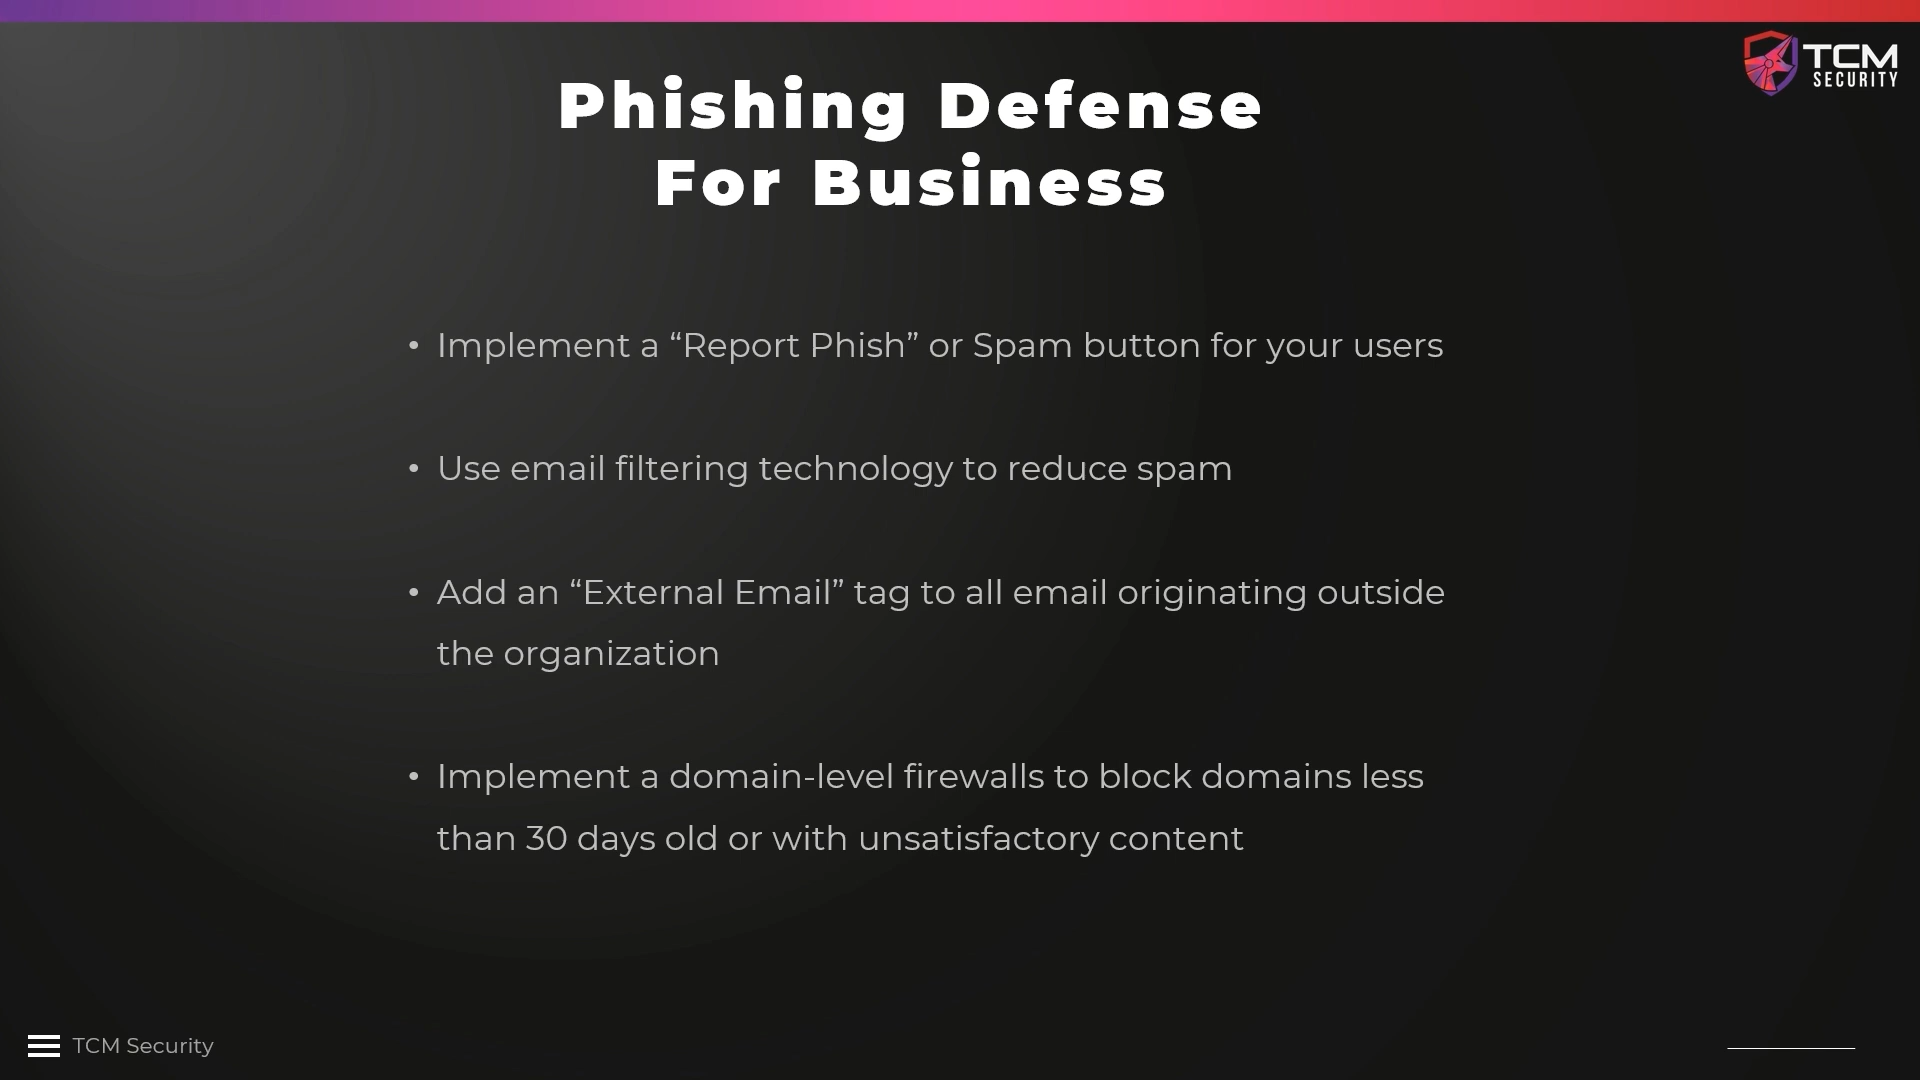 TCM
SECURITY
Phishing Defense
For Business
• Implement a “Report Phish” or Spam button for your users
• Use email filtering technology to reduce spam
• Add an “External Email” tag to all email originating outside
the organization
• Implement a domain-level firewalls to block domains less
than 30 days old or with unsatisfactory content
TCM Security